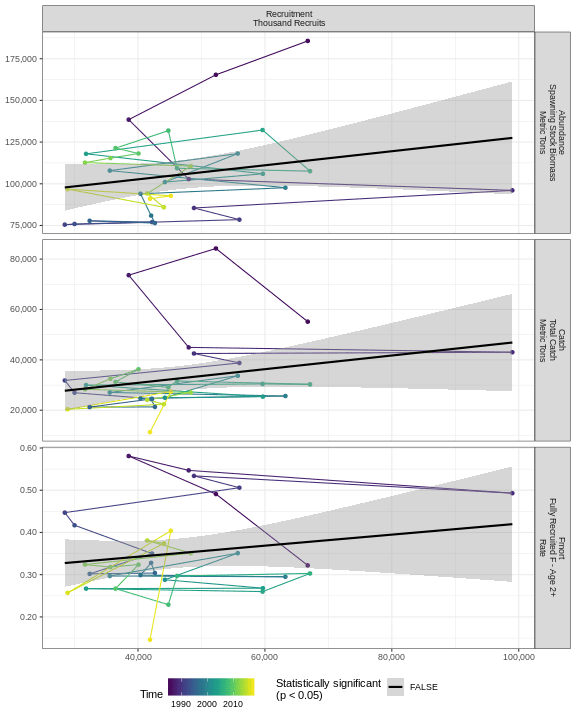 Recruitment
Thousand Recruits
175,000
150,000
125,000
100,000
75,000
Abundance
Spawning Stock Biomass
Metric Tons
80,000
60,000
40,000
20,000
Catch
Total Catch
Metric Tons
0.60
0.50
0.40
0.30
0.20
Fmort
Fully Recruited F - Age 2+
Rate
40,000
60,000
80,000
100,000
Time
1990 2000 2010
Statistically significant
(p < 0.05)
FALSE